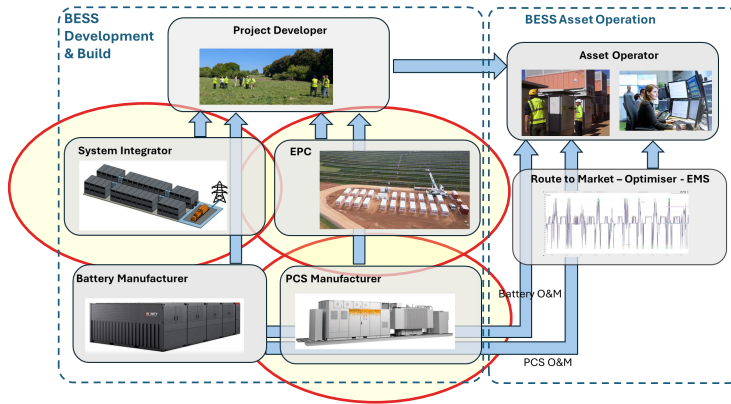 BESS
Development
& Build
Project Developer
BESS Asset Operation
Asset Operator
System Integrator
EPC
Route to Market – Optimiser - EMS
Battery Manufacturer
PCS Manufacturer
Battery O&M
PCS O&M